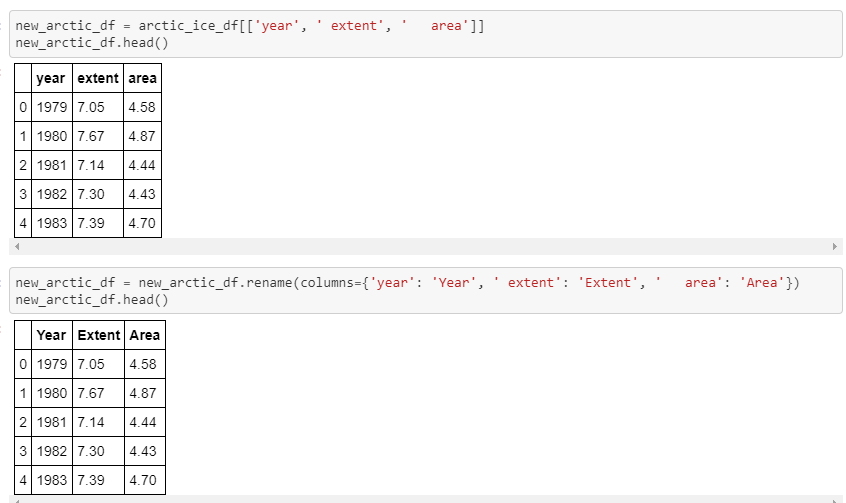 new_arctic_df = arctic_ice_df[['year', ' extent', '   area']]
new_arctic_df.head()
year extent area
0 1979 7.05 4.58
1 1980 7.67 4.87
2 1981 7.14 4.44
3 1982 7.30 4.43
4 1983 7.39 4.70
new_arctic_df = new_arctic_df.rename(columns={'year': 'Year', ' extent': 'Extent', '   area': 'Area'})
new_arctic_df.head()
Year Extent Area
0 1979 7.05 4.58
1 1980 7.67 4.87
2 1981 7.14 4.44
3 1982 7.30 4.43
4 1983 7.39 4.70